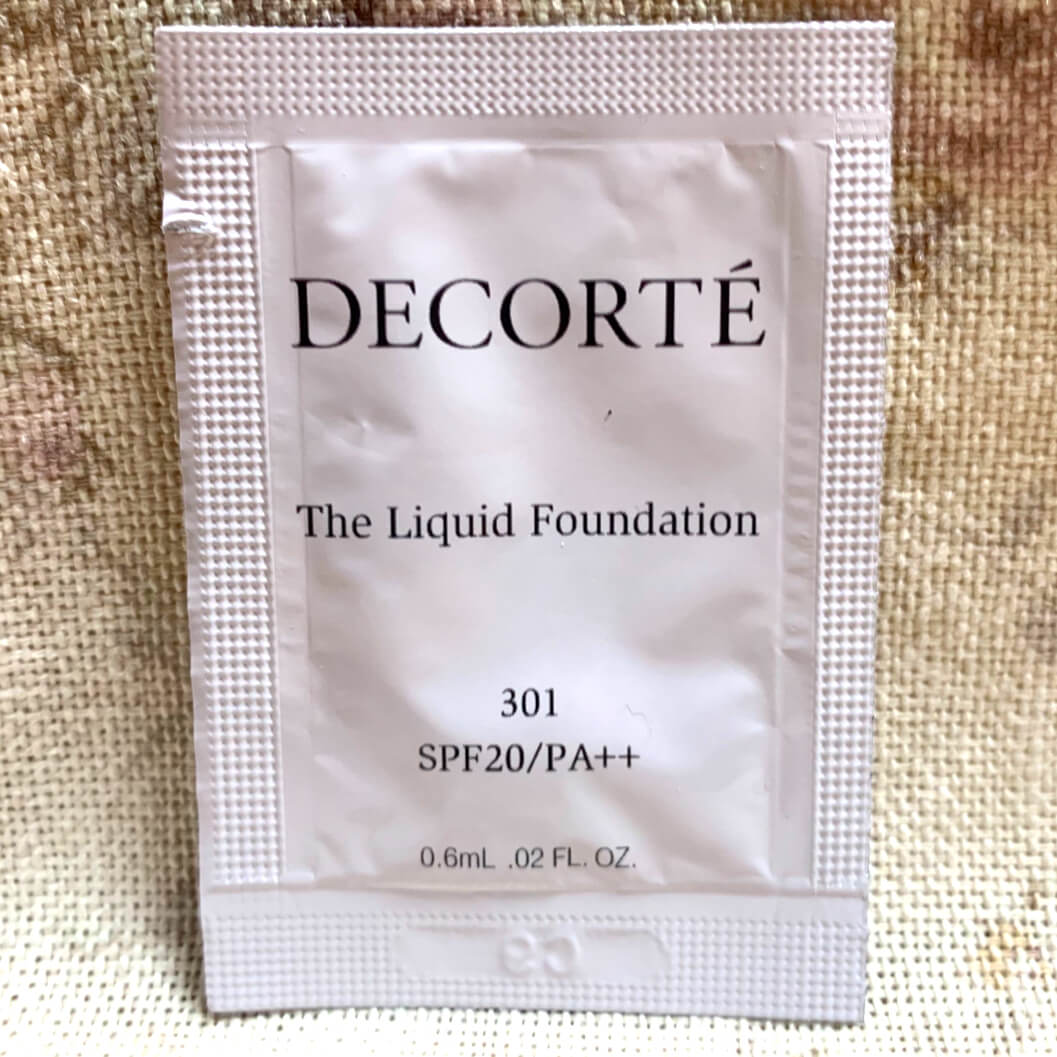 DECORTÉ
The Liquid Foundation
301
SPF20/PA++
0.6mL .02 FL. OZ.